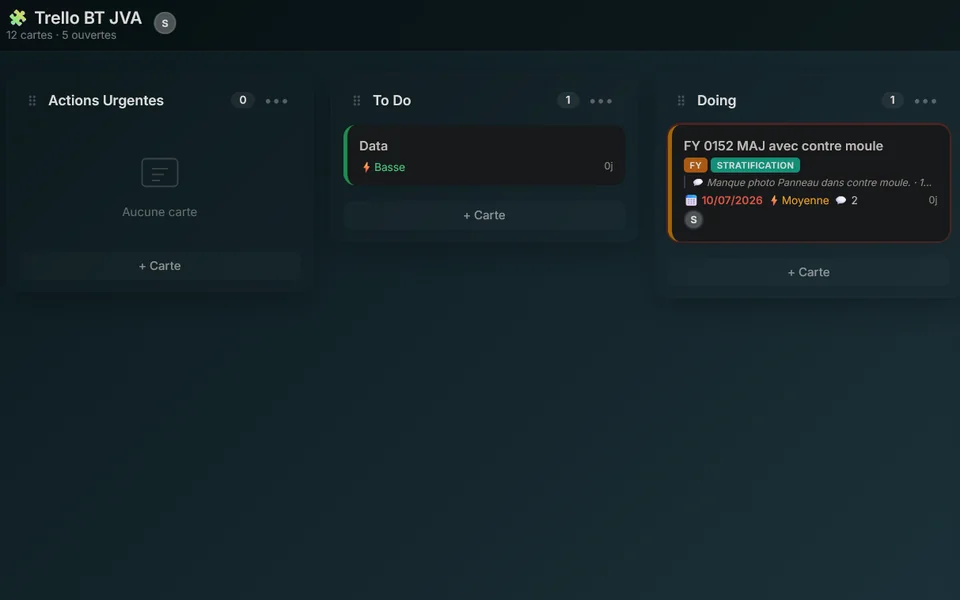 Trello BT JVA
S
12 cartes · 5 ouvertes
Actions Urgentes
0
Aucune carte
+ Carte
To Do
1
Data
Basse
0j
+ Carte
Doing
1
FY 0152 MAJ avec contre moule
FY
STRATIFICATION
Manque photo Panneau dans contre moule. · 1...
10/07/2026 Moyenne 2
0j
S
+ Carte